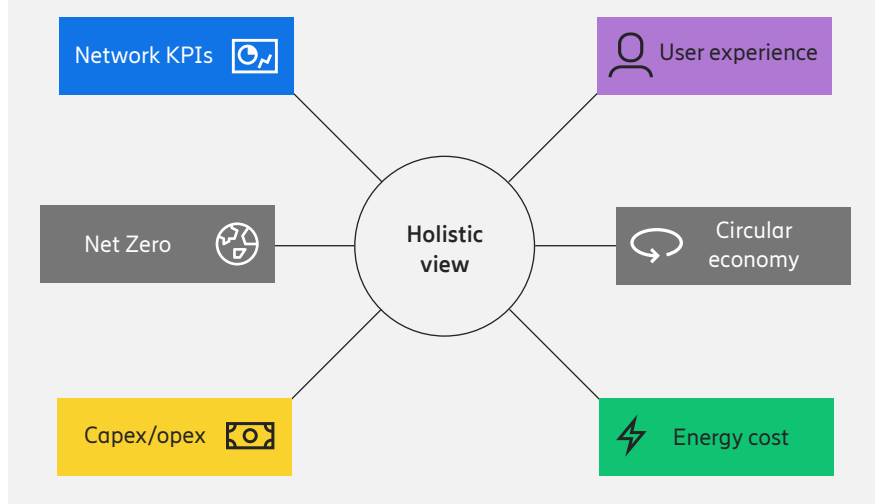 Network KPIs
User experience
Net Zero
Holistic
view
Circular
economy
Capex/opex
Energy cost